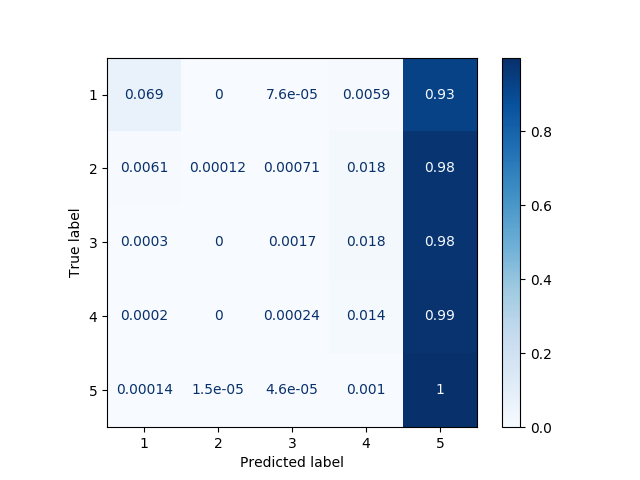 1 0.069 0 7.6e-05 0.0059 0.93
2 0.0061 0.00012 0.00071 0.018 0.98
3 0.0003 0 0.0017 0.018 0.98
4 0.0002 0 0.00024 0.014 0.99
5 0.00014 1.5e-05 4.6e-05 0.001 1
1 2 3 4 5
Predicted label
True label
0.8
0.6
0.4
0.2
0.0